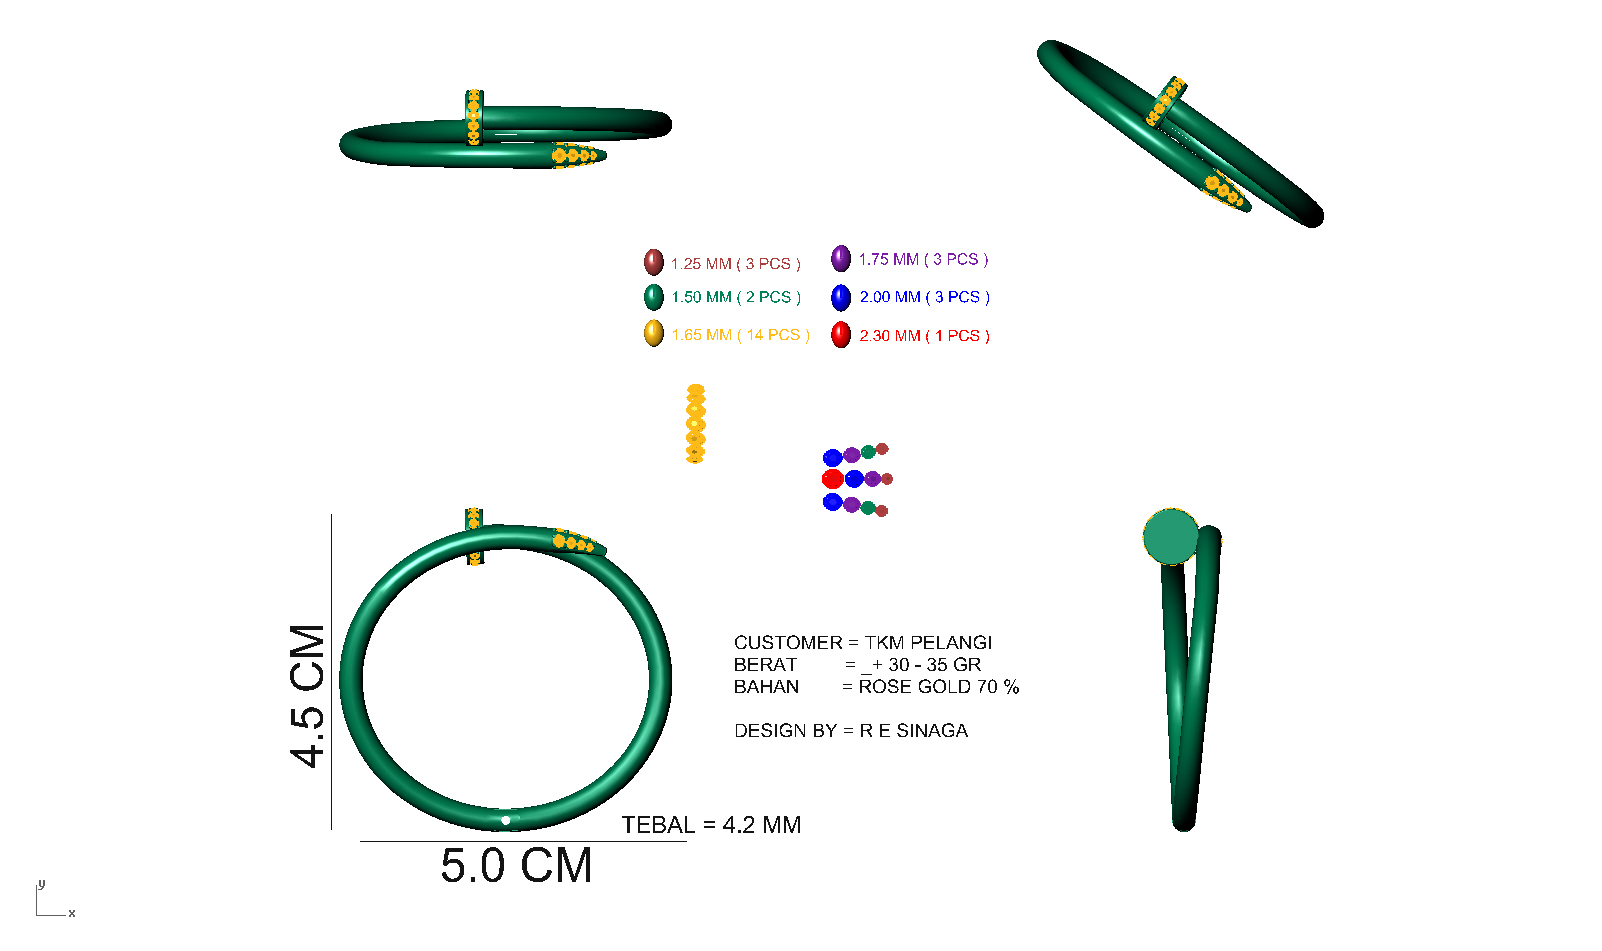 1.25 MM ( 3 PCS )
1.75 MM ( 3 PCS )
1.50 MM ( 2 PCS )
2.00 MM ( 3 PCS )
1.65 MM ( 14 PCS )
2.30 MM ( 1 PCS )
4.5 CM
CUSTOMER = TKM PELANGI
BERAT = _+ 30 - 35 GR
BAHAN = ROSE GOLD 70 %
DESIGN BY = R E SINAGA
TEBAL = 4.2 MM
5.0 CM
y
x